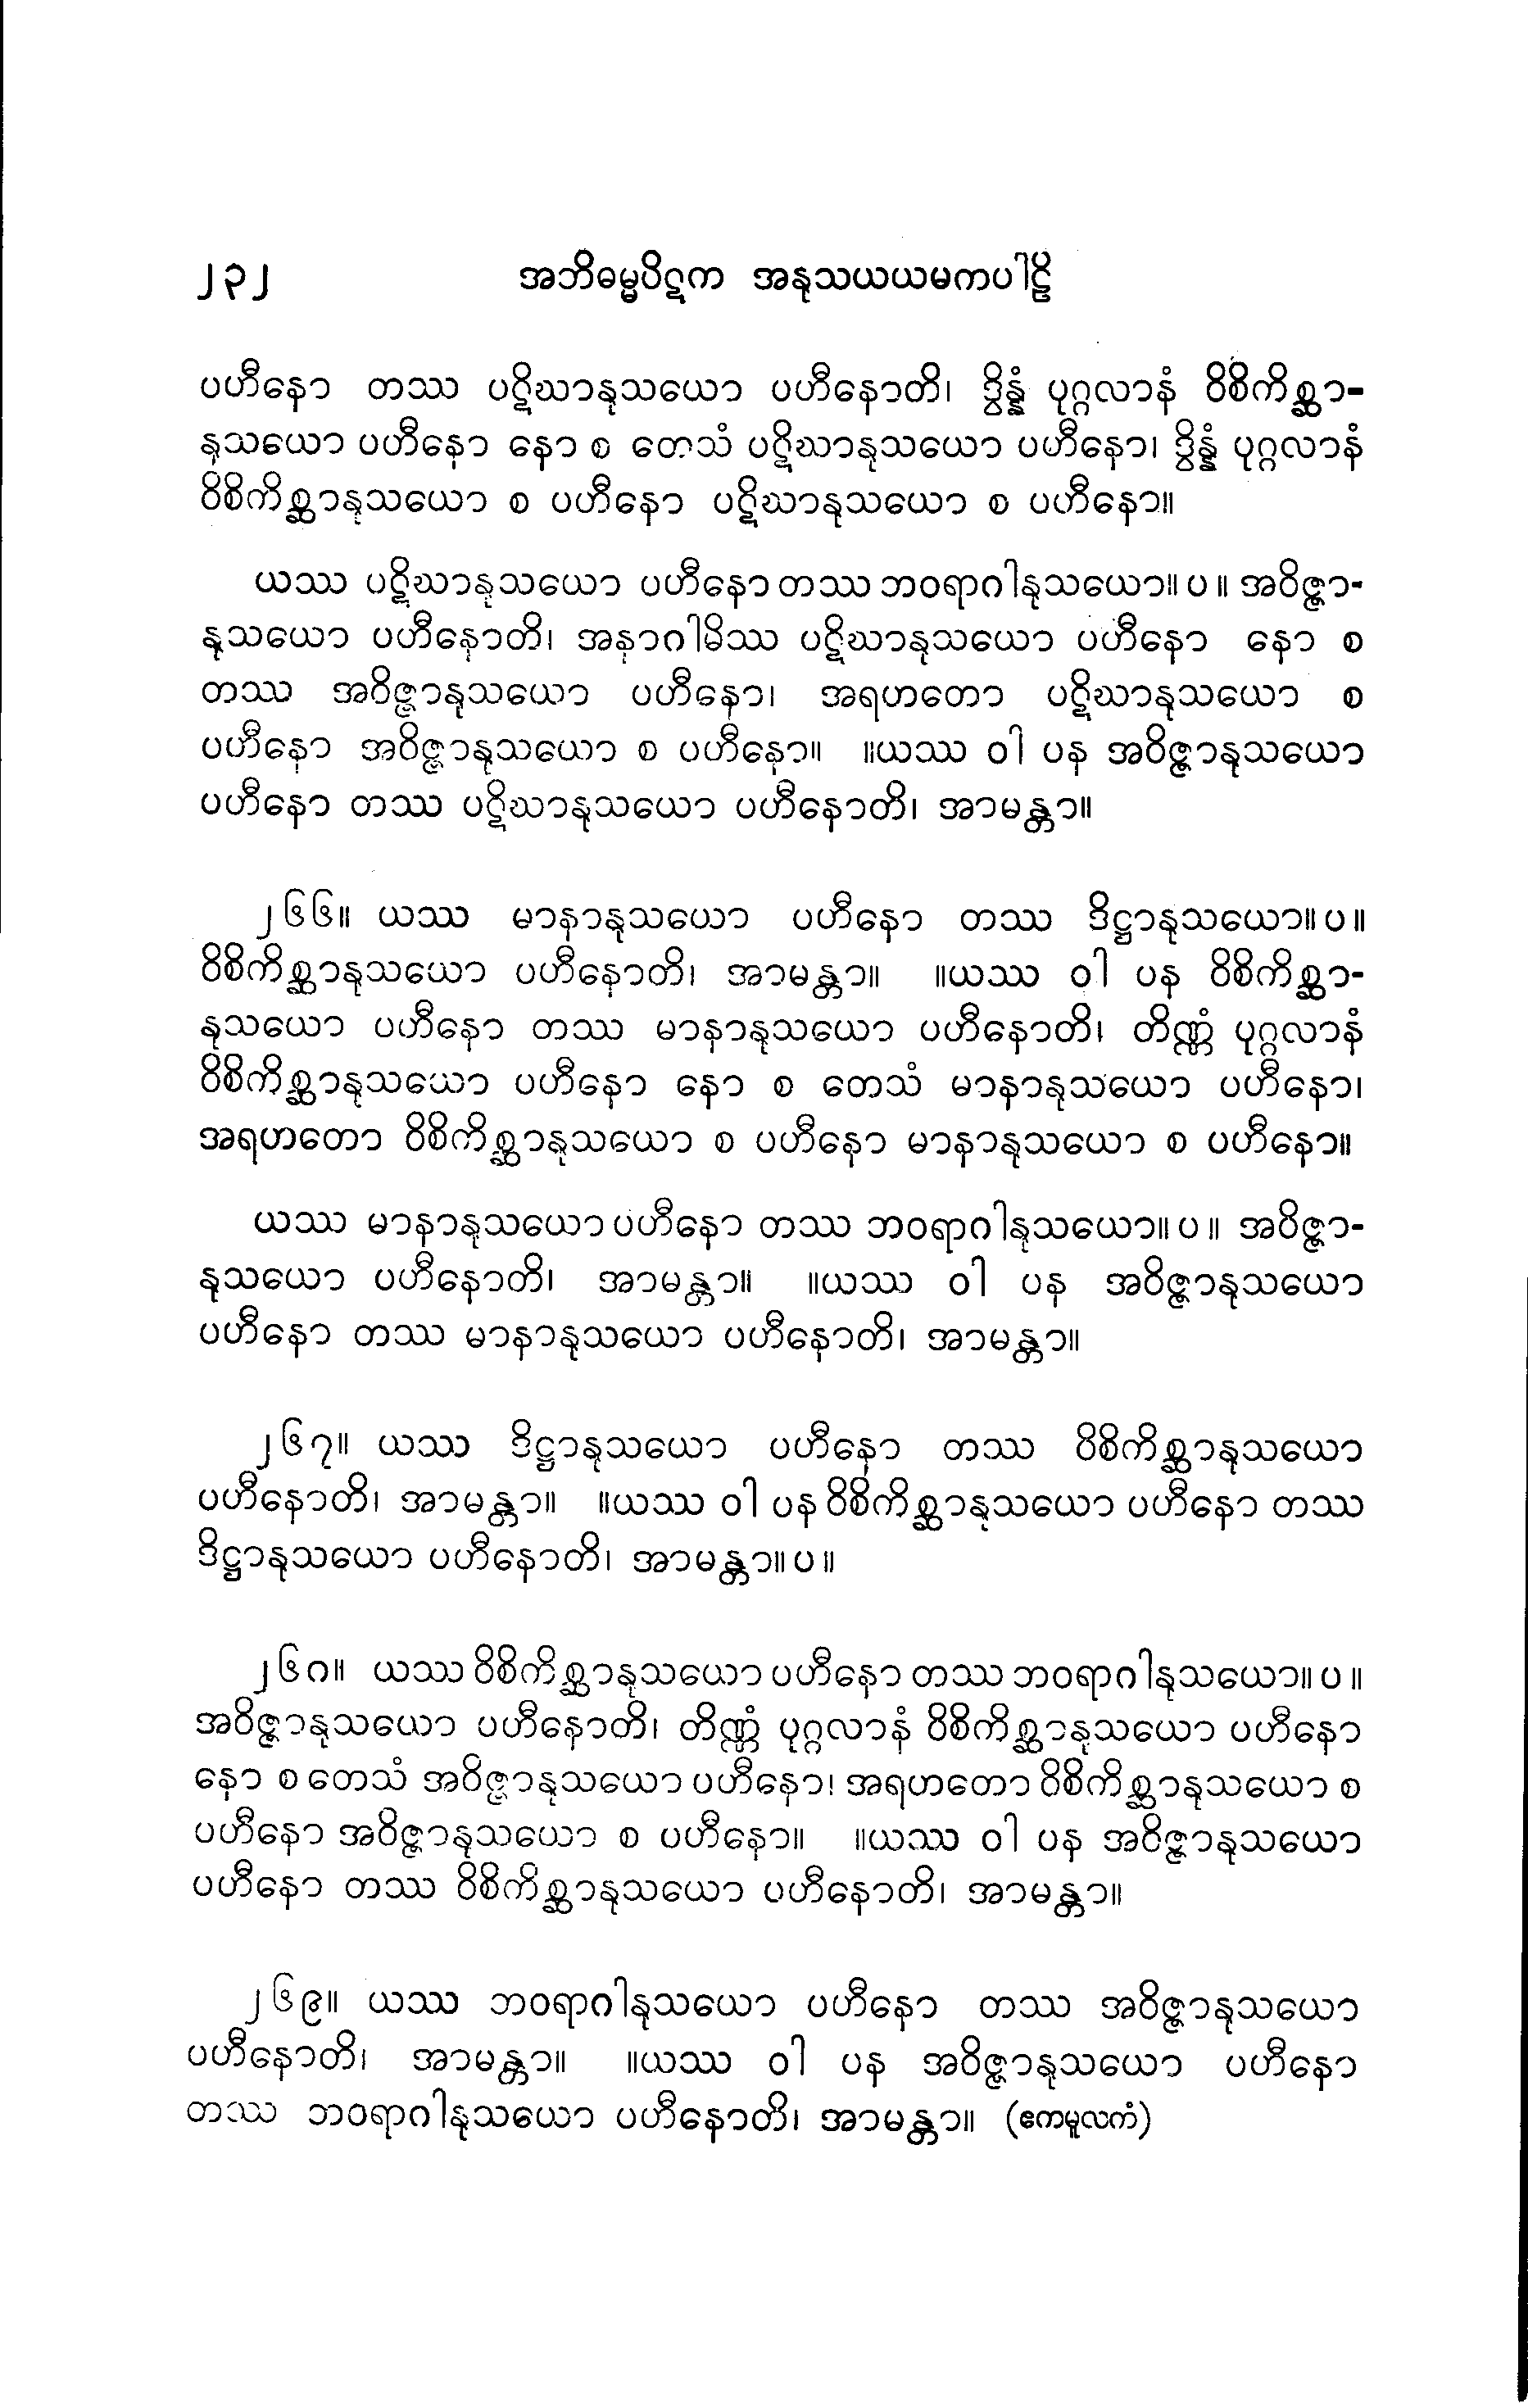 ၂၃၂ အဘိဓမ္မပိဋက အနုသယယမကပါဠိ
ပဟီနော တဿ ပဋိဃာနုသယော ပဟီနောတိ၊ ဒွိန္နံ ပုဂ္ဂလာနံ ဝိစိကိစ္ဆာ-
နုသယော ပဟီနော နော စ တေသံ ပဋိဃာနုသယော ပဟီနော၊ ဒွိန္နံ ပုဂ္ဂလာနံ
ဝိစိကိစ္ဆာနုသယော စ ပဟီနော ပဋိဃာနုသယော စ ပဟီနော။
ယဿ ပဋိဃာနုသယော ပဟီနော တဿ ဘဝရာဂါနုသယော။ ပ ။ အဝိဇ္ဇာ-
နုသယော ပဟီနောတိ၊ အနာဂါမိဿ ပဋိဃာနုသယော ပဟီနော နော စ
တဿ အဝိဇ္ဇာနုသယော ပဟီနော၊ အရဟတော ပဋိဃာနုသယော စ
ပဟီနော အဝိဇ္ဇာနုသယော စ ပဟီနော။ ။ယဿ ဝါ ပန အဝိဇ္ဇာနုသယော
ပဟီနော တဿ ပဋိဃာနုသယော ပဟီနောတိ၊ အာမန္တာ။
၂၆၆။ ယဿ မာနာနုသယော ပဟီနော တဿ ဒိဋ္ဌာနုသယော။ ပ ။
ဝိစိကိစ္ဆာနုသယော ပဟီနောတိ၊ အာမန္တာ။ ။ယဿ ဝါ ပန ဝိစိကိစ္ဆာ-
နုသယော ပဟီနော တဿ မာနာနုသယော ပဟီနောတိ၊ တိဏ္ဏံ ပုဂ္ဂလာနံ
ဝိစိကိစ္ဆာနုသယော ပဟီနော နော စ တေသံ မာနာနုသယော ပဟီနော၊
အရဟတော ဝိစိကိစ္ဆာနုသယော စ ပဟီနော မာနာနုသယော စ ပဟီနော။
ယဿ မာနာနုသယော ပဟီနော တဿ ဘဝရာဂါနုသယော။ ပ ။ အဝိဇ္ဇာ-
နုသယော ပဟီနောတိ၊ အာမန္တာ။ ။ယဿ ဝါ ပန အဝိဇ္ဇာနုသယော
ပဟီနော တဿ မာနာနုသယော ပဟီနောတိ၊ အာမန္တာ။
၂၆၇။ ယဿ ဒိဋ္ဌာနုသယော ပဟီနော တဿ ဝိစိကိစ္ဆာနုသယော
ပဟီနောတိ၊ အာမန္တာ။ ။ယဿ ဝါ ပန ဝိစိကိစ္ဆာနုသယော ပဟီနော တဿ
ဒိဋ္ဌာနုသယော ပဟီနောတိ၊ အာမန္တာ။ ပ ။
၂၆၈။ ယဿ ဝိစိကိစ္ဆာနုသယော ပဟီနော တဿ ဘဝရာဂါနုသယော။ ပ ။
အဝိဇ္ဇာနုသယော ပဟီနောတိ၊ တိဏ္ဏံ ပုဂ္ဂလာနံ ဝိစိကိစ္ဆာနုသယော ပဟီနော
နော စ တေသံ အဝိဇ္ဇာနုသယော ပဟီနော၊ အရဟတော ဝိစိကိစ္ဆာနုသယော စ
ပဟီနော အဝိဇ္ဇာနုသယော စ ပဟီနော။ ။ယဿ ဝါ ပန အဝိဇ္ဇာနုသယော
ပဟီနော တဿ ဝိစိကိစ္ဆာနုသယော ပဟီနောတိ၊ အာမန္တာ။
၂၆၉။ ယဿ ဘဝရာဂါနုသယော ပဟီနော တဿ အဝိဇ္ဇာနုသယော
ပဟီနောတိ၊ အာမန္တာ။ ။ယဿ ဝါ ပန အဝိဇ္ဇာနုသယော ပဟီနော
တဿ ဘဝရာဂါနုသယော ပဟီနောတိ၊ အာမန္တာ။ (ဧကမူလကံ)